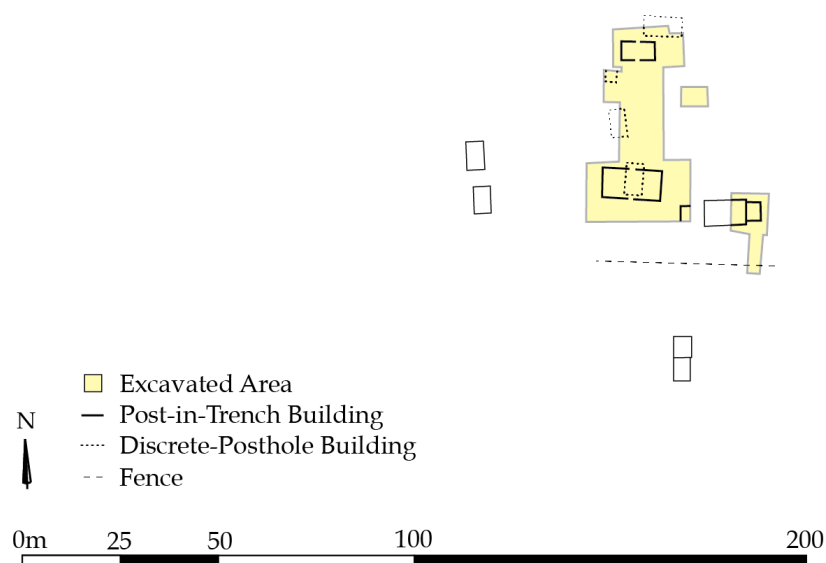 Excavated Area
Post-in-Trench Building
Discrete-Posthole Building
Fence
N
0m 25 50 100 200